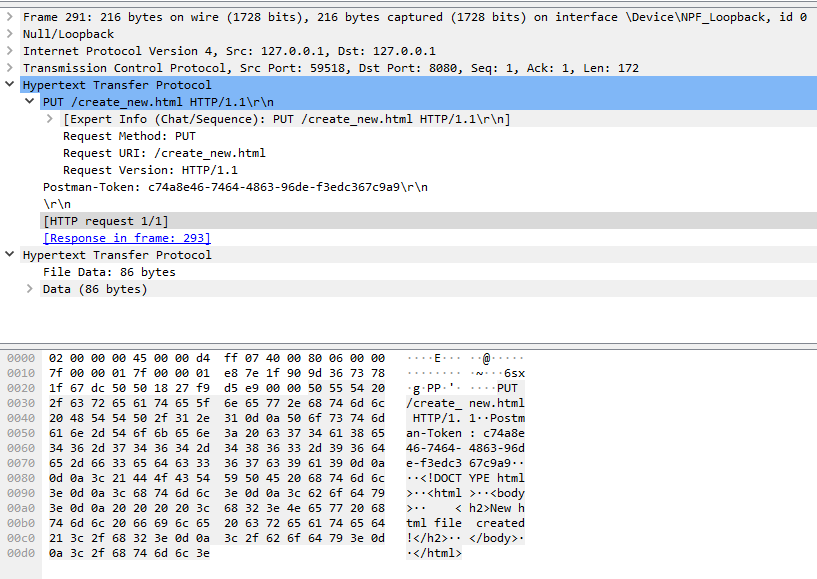 Frame 291: 216 bytes on wire (1728 bits), 216 bytes captured (1728 bits) on interface \Device\NPF_Loopback, id 0
Null/Loopback
Internet Protocol Version 4, Src: 127.0.0.1, Dst: 127.0.0.1
Transmission Control Protocol, Src Port: 59518, Dst Port: 8080, Seq: 1, Ack: 1, Len: 172
Hypertext Transfer Protocol
PUT /create_new.html HTTP/1.1\r\n
[Expert Info (Chat/Sequence): PUT /create_new.html HTTP/1.1\r\n]
Request Method: PUT
Request URI: /create_new.html
Request Version: HTTP/1.1
Postman-Token: c74a8e46-7464-4863-96de-f3edc367c9a9\r\n
\r\n
[HTTP request 1/1]
[Response in frame: 293]
Hypertext Transfer Protocol
File Data: 86 bytes
Data (86 bytes)
0000 02 00 00 00 45 00 00 d4 ff 07 40 00 80 06 00 00 ····E··· ··@·····
0010 7f 00 00 01 7f 00 00 01 e8 7e 1f 90 9d 36 73 78 ········ ·~···6sx
0020 1f 67 dc 50 50 18 27 f9 d5 e9 00 00 50 55 54 20 ·g·PP·'· ····PUT
0030 2f 63 72 65 61 74 65 5f 6e 65 77 2e 68 74 6d 6c /create_ new.html
0040 20 48 54 54 50 2f 31 2e 31 0d 0a 50 6f 73 74 6d HTTP/1. 1··Postm
0050 61 6e 2d 54 6f 6b 65 6e 3a 20 63 37 34 61 38 65 an-Token : c74a8e
0060 34 36 2d 37 34 36 34 2d 34 38 36 33 2d 39 36 64 46-7464- 4863-96d
0070 65 2d 66 33 65 64 63 33 36 37 63 39 61 39 0d 0a e-f3edc3 67c9a9··
0080 0d 0a 3c 21 44 4f 43 54 59 50 45 20 68 74 6d 6c ··<!DOCT YPE html
0090 3e 0d 0a 3c 68 74 6d 6c 3e 0d 0a 3c 62 6f 64 79 >··<html >··<body
00a0 3e 0d 0a 20 20 20 20 3c 68 32 3e 4e 65 77 20 68 >··    < h2>New h
00b0 74 6d 6c 20 66 69 6c 65 20 63 72 65 61 74 65 64 tml file  created
00c0 21 3c 2f 68 32 3e 0d 0a 3c 2f 62 6f 64 79 3e 0d !</h2>·· </body>·
00d0 0a 3c 2f 68 74 6d 6c 3e ·</html>